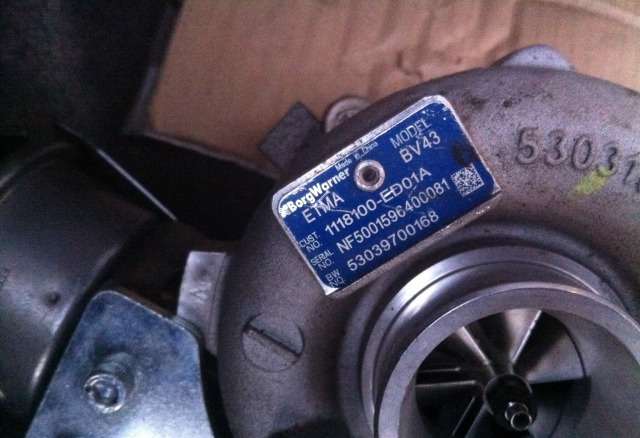 BorgWarner
Made in China
MODEL
ETMA
BV43
CUST. NO.
1118100-ED01A
SERIAL NO.
NF5001596400081
BW NO.
53039700168
5303